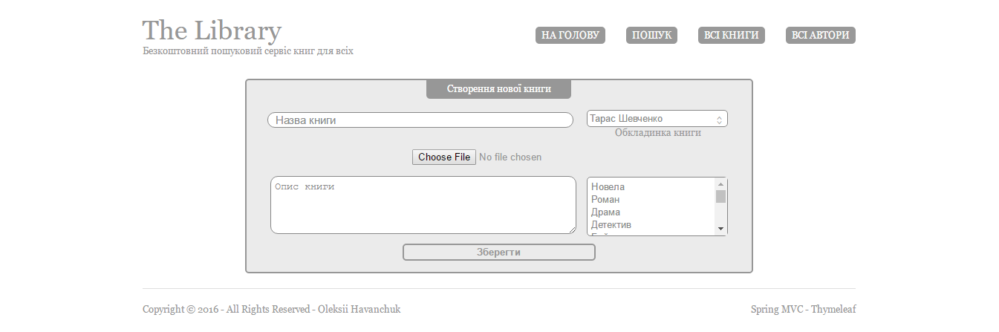 The Library
Безкоштовний пошуковий сервіс книг для всіх
НА ГОЛОВУ ПОШУК ВСІ КНИГИ ВСІ АВТОРИ
Створення нової книги
Назва книги
Тарас Шевченко
Обкладинка книги
Choose File No file chosen
Опис книги
Новела
Роман
Драма
Детектив
Зберегти
Copyright © 2016 - All Rights Reserved - Oleksii Havanchuk
Spring MVC - Thymeleaf